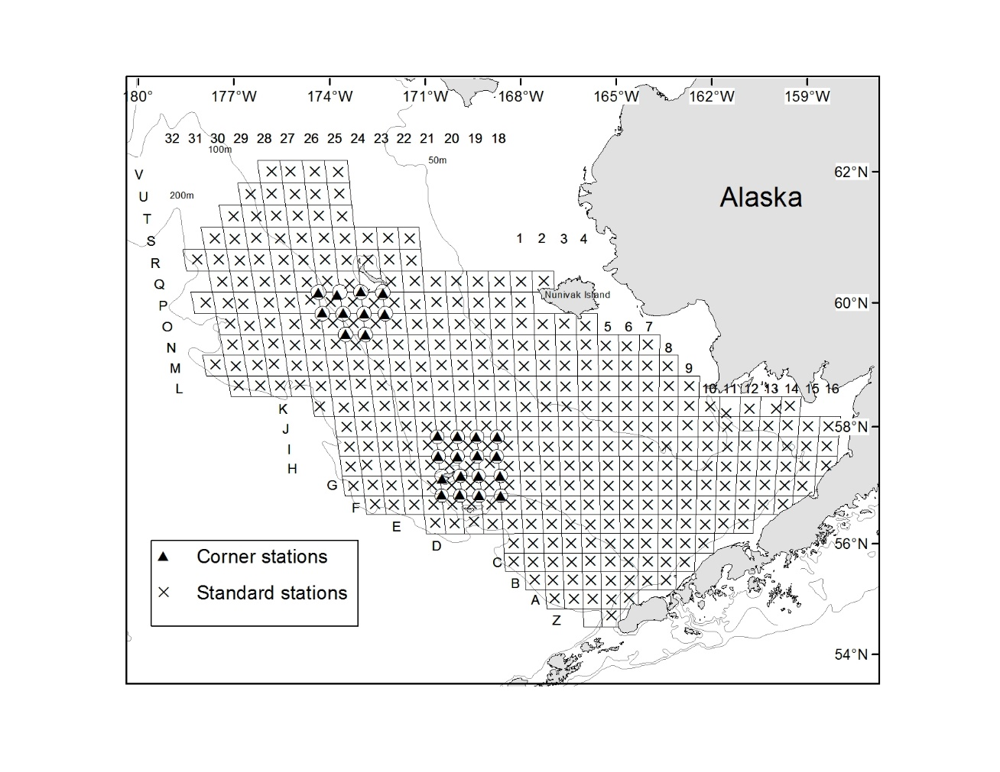 180° 177°W 174°W 171°W 168°W 165°W 162°W 159°W
32 31 30 29 28 27 26 25 24 23 22 21 20 19 18
100m
50m
V
62°N
U
200m
Alaska
T
S
1 2 3 4
R
Q
Nunivak Island
P
60°N
O
5 6 7
N
8
M
9
L
10 11 12 13 14 15 16
K
J
58°N
I
H
G
F
E
D
56°N
C
B
A
Z
54°N
Corner stations
Standard stations